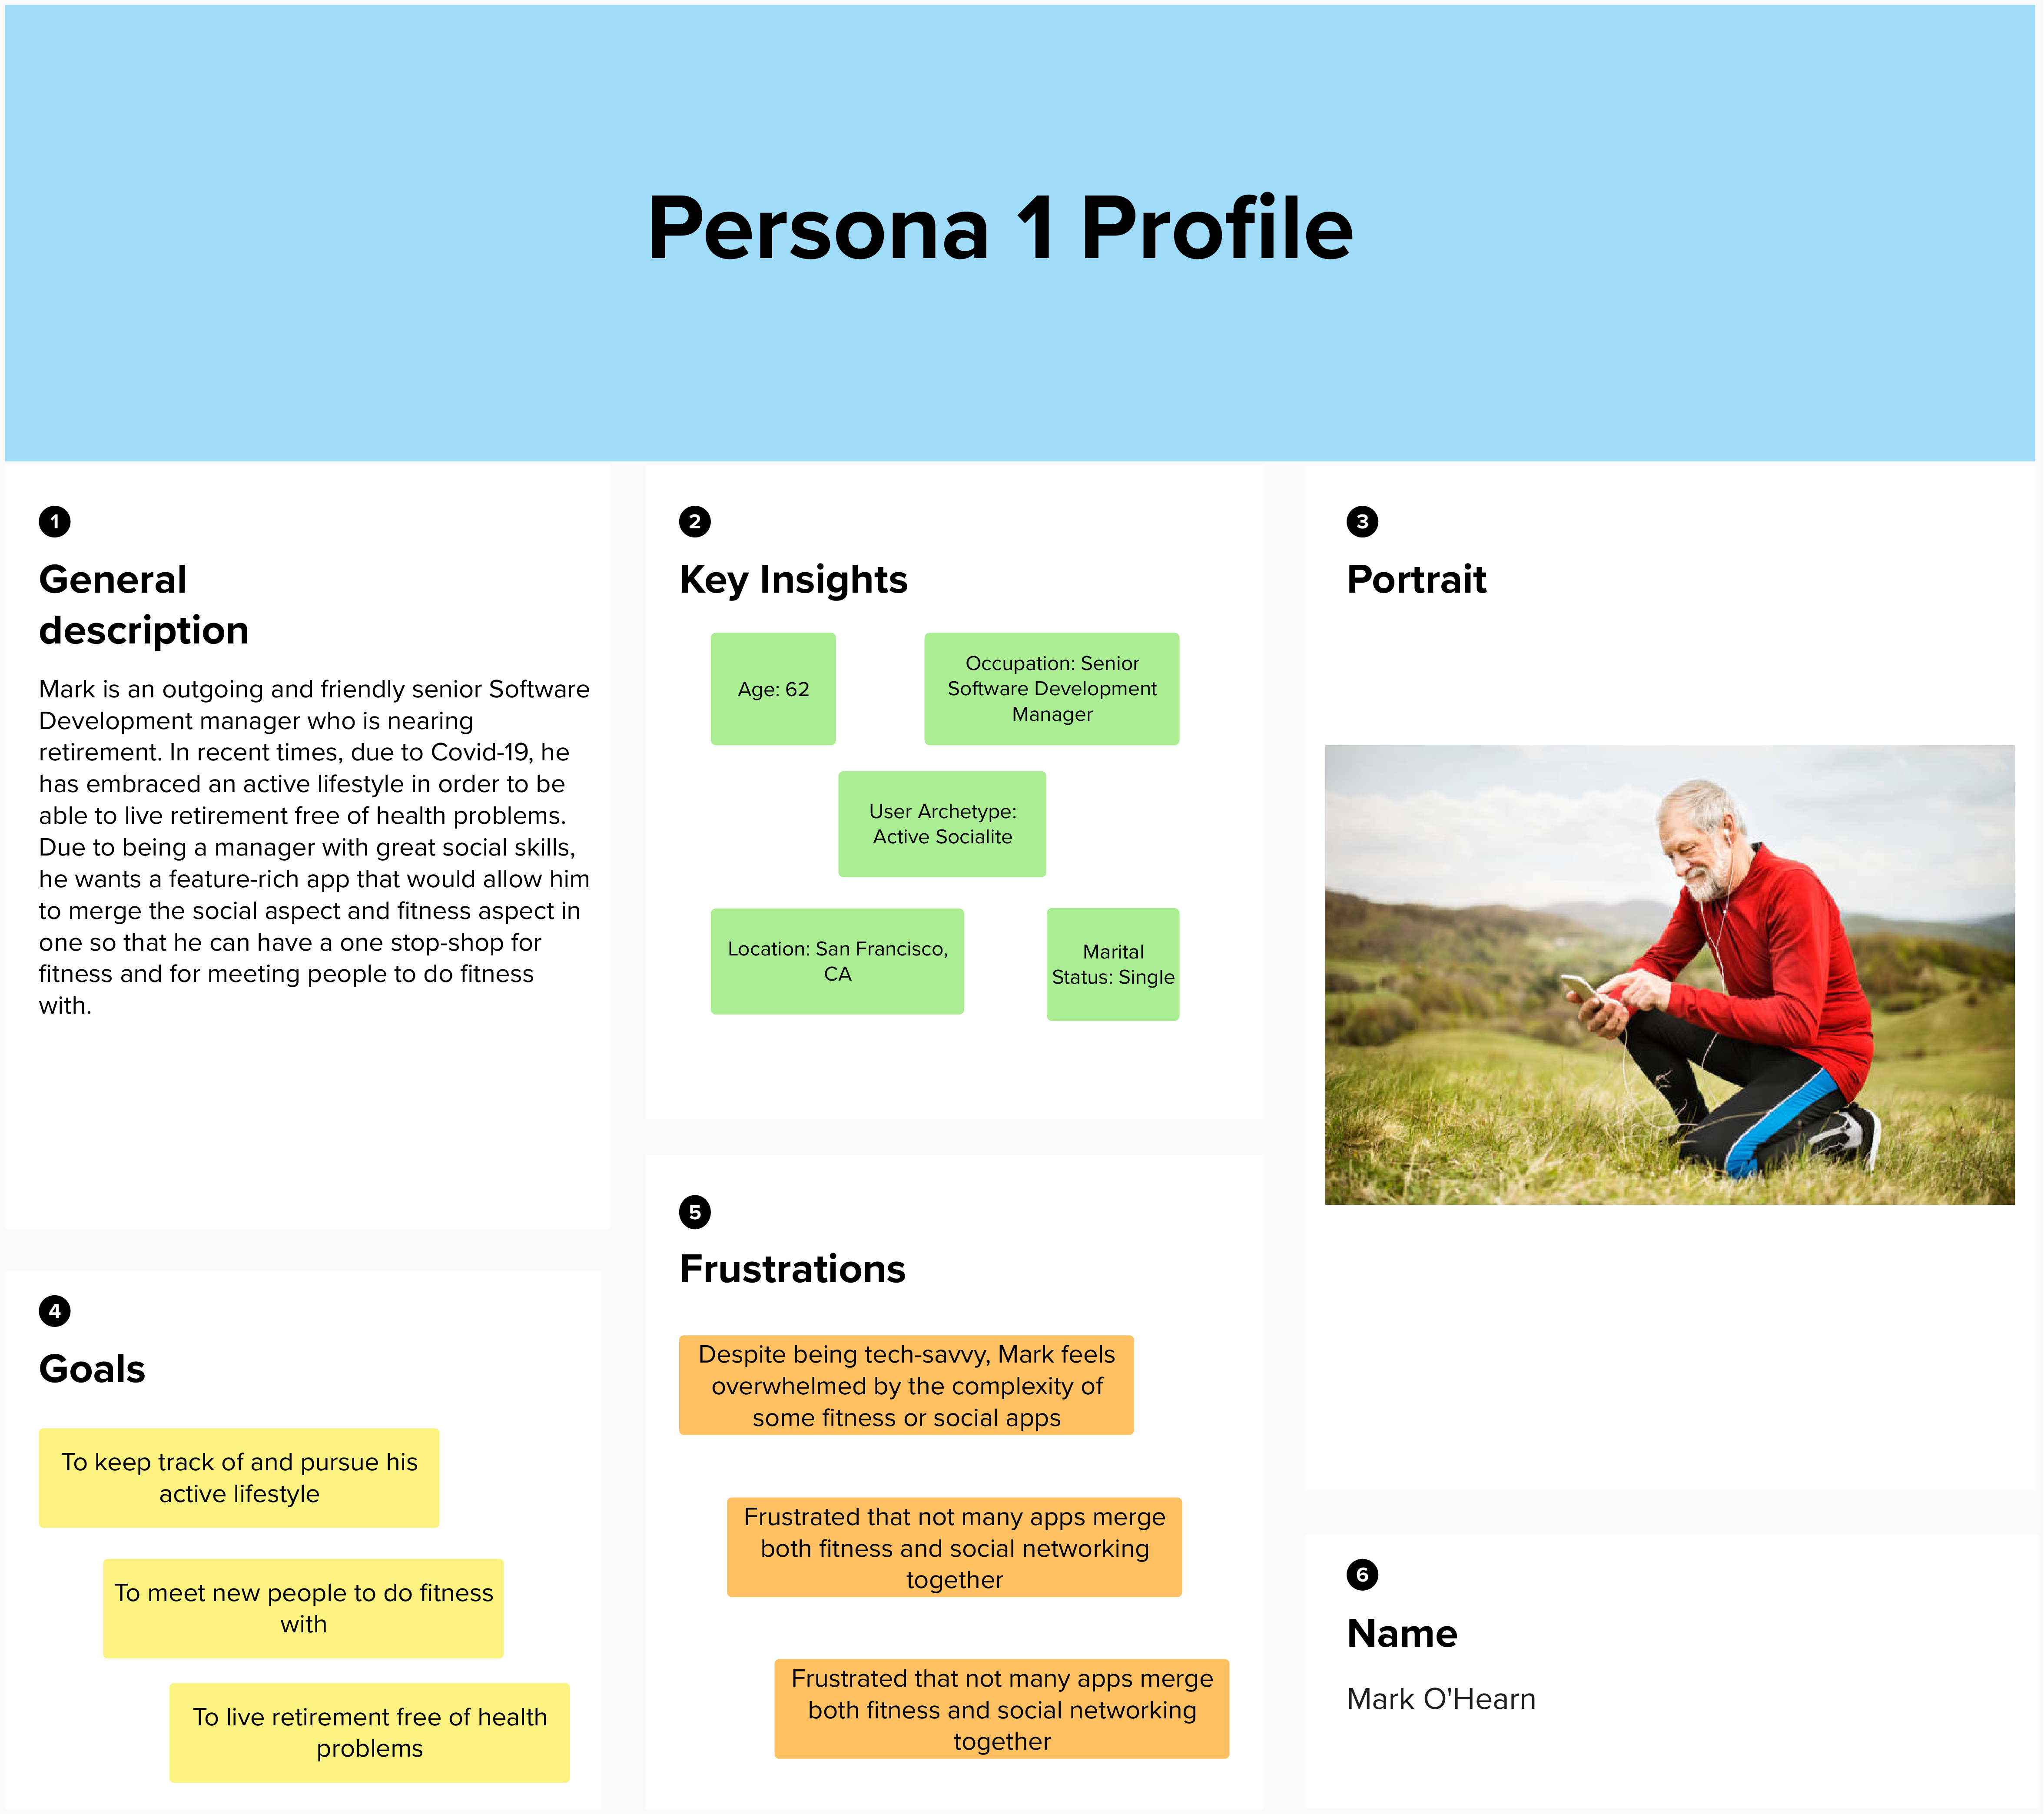 Persona 1 Profile
1
General
description
Mark is an outgoing and friendly senior Software
Development manager who is nearing
retirement. In recent times, due to Covid-19, he
has embraced an active lifestyle in order to be
able to live retirement free of health problems.
Due to being a manager with great social skills,
he wants a feature-rich app that would allow him
to merge the social aspect and fitness aspect in
one so that he can have a one stop-shop for
fitness and for meeting people to do fitness
with.
2
Key Insights
Age: 62
Occupation: Senior
Software Development
Manager
User Archetype:
Active Socialite
Location: San Francisco,
CA
Marital
Status: Single
3
Portrait
4
Goals
To keep track of and pursue his
active lifestyle
To meet new people to do fitness
with
To live retirement free of health
problems
5
Frustrations
Despite being tech-savvy, Mark feels
overwhelmed by the complexity of
some fitness or social apps
Frustrated that not many apps merge
both fitness and social networking
together
Frustrated that not many apps merge
both fitness and social networking
together
6
Name
Mark O'Hearn